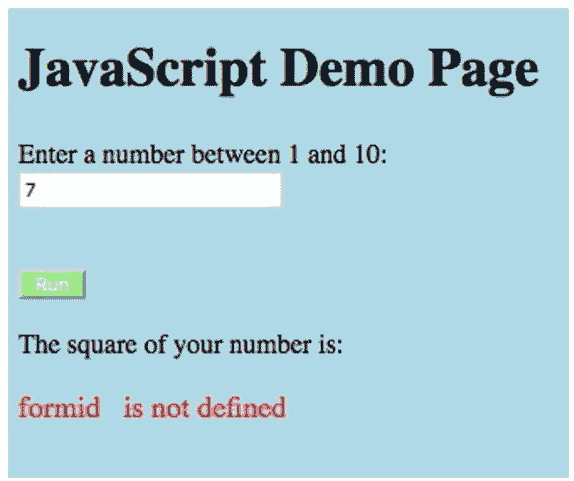 JavaScript Demo Page
Enter a number between 1 and 10:
7
Run
The square of your number is:
formid is not defined